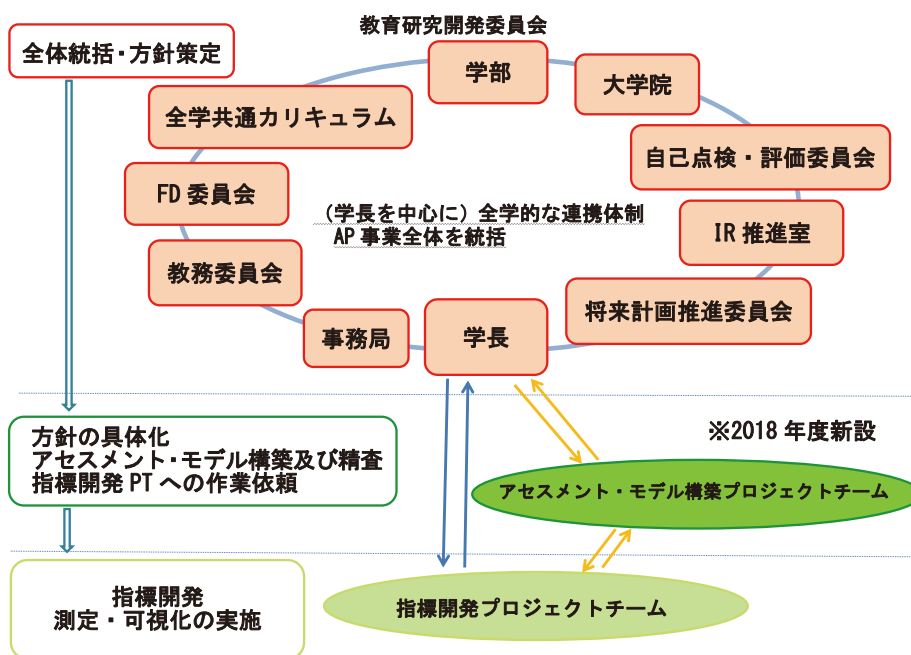 教育研究開発委員会
全体統括・方針策定
学部
大学院
全学共通カリキュラム
自己点検・評価委員会
FD 委員会
（学長を中心に）全学的な連携体制
AP 事業全体を統括
IR 推進室
教務委員会
将来計画推進委員会
事務局
学長
方針の具体化
アセスメント・モデル構築及び精査
指標開発 PT への作業依頼
※2018 年度新設
アセスメント・モデル構築プロジェクトチーム
指標開発
測定・可視化の実施
指標開発プロジェクトチーム